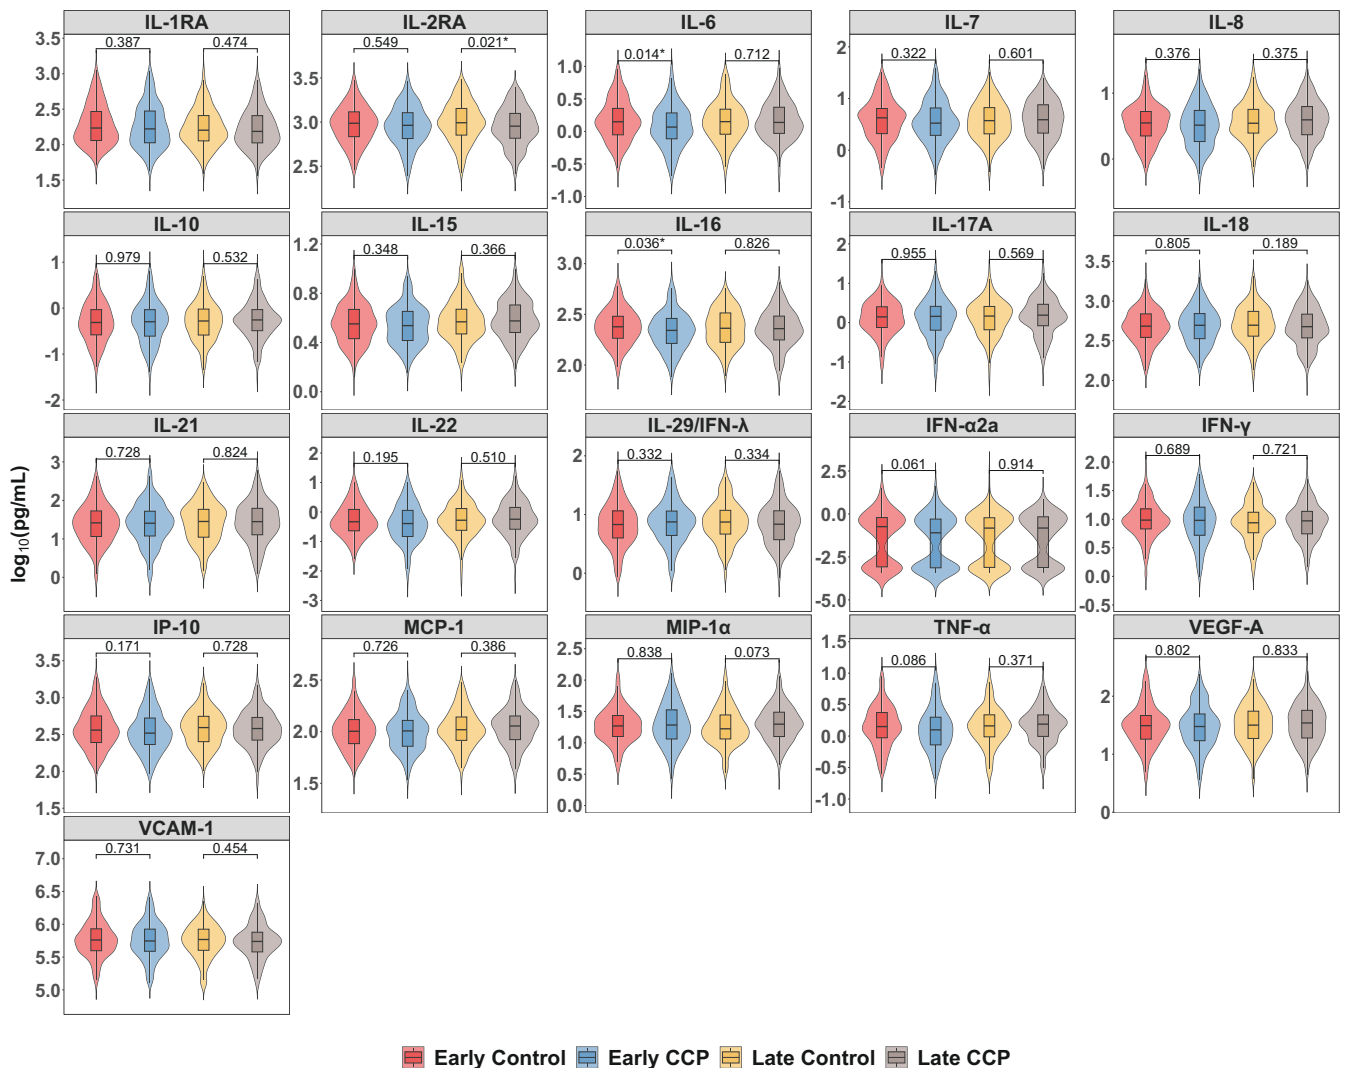 IL-1RA IL-2RA IL-6 IL-7 IL-8
0.387 0.474 0.549 0.021* 0.014* 0.712 0.322 0.601 0.376 0.375
3.5 3.0 2.5 2.0 1.5
3.5 3.0 2.5
1.0 0.5 0.0 -0.5 -1.0
2 1 0 -1
1 0
IL-10 IL-15 IL-16 IL-17A IL-18
0.979 0.532 0.348 0.366 0.036* 0.826 0.955 0.569 0.805 0.189
1 0 -1 -2
1.2 0.8 0.4 0.0
3.0 2.5 2.0
2 1 0 -1 -2
3.5 3.0 2.5 2.0
IL-21 IL-22 IL-29/IFN-λ IFN-α2a IFN-γ
0.728 0.824 0.195 0.510 0.332 0.334 0.061 0.914 0.689 0.721
3 2 1 0
2 1 0 -1 -2 -3
2 1 0
2.5 0.0 -2.5 -5.0
2.0 1.5 1.0 0.5 0.0 -0.5
log₁₀(pg/mL)
IP-10 MCP-1 MIP-1α TNF-α VEGF-A
0.171 0.728 0.726 0.386 0.838 0.073 0.086 0.371 0.802 0.833
3.5 3.0 2.5 2.0 1.5
2.5 2.0 1.5
2.5 2.0 1.5 1.0 0.5 0.0
1.5 1.0 0.5 0.0 -0.5 -1.0
2 1 0
VCAM-1
0.731 0.454
7.0 6.5 6.0 5.5 5.0
Early Control Early CCP Late Control Late CCP